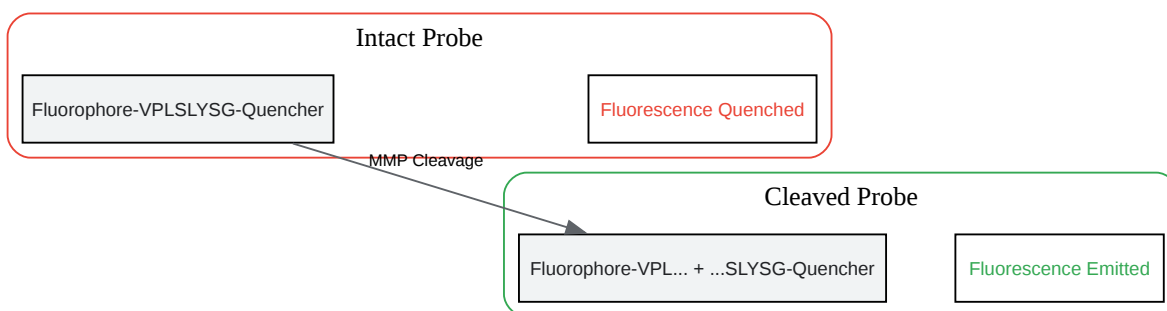 Intact Probe
Fluorophore-VPLSLYSG-Quencher
Fluorescence Quenched
MMP Cleavage
Cleaved Probe
Fluorophore-VPL... + ...SLYSG-Quencher
Fluorescence Emitted